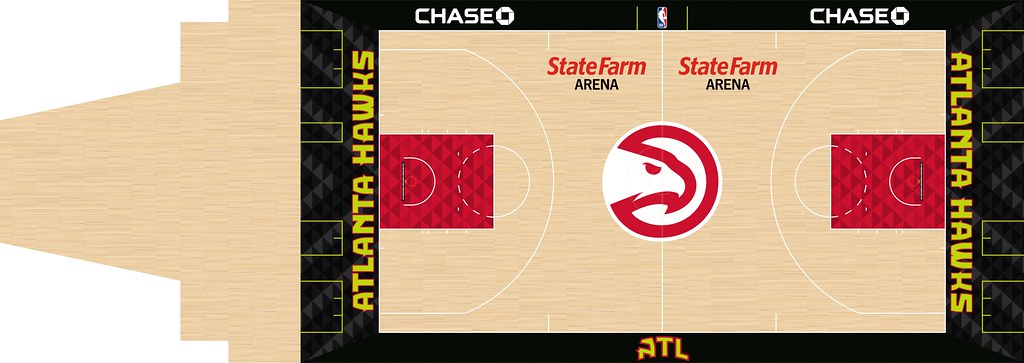 CHASE
CHASE
State Farm
ARENA
State Farm
ARENA
ATLANTA HAWKS
ATLANTA HAWKS
ATL